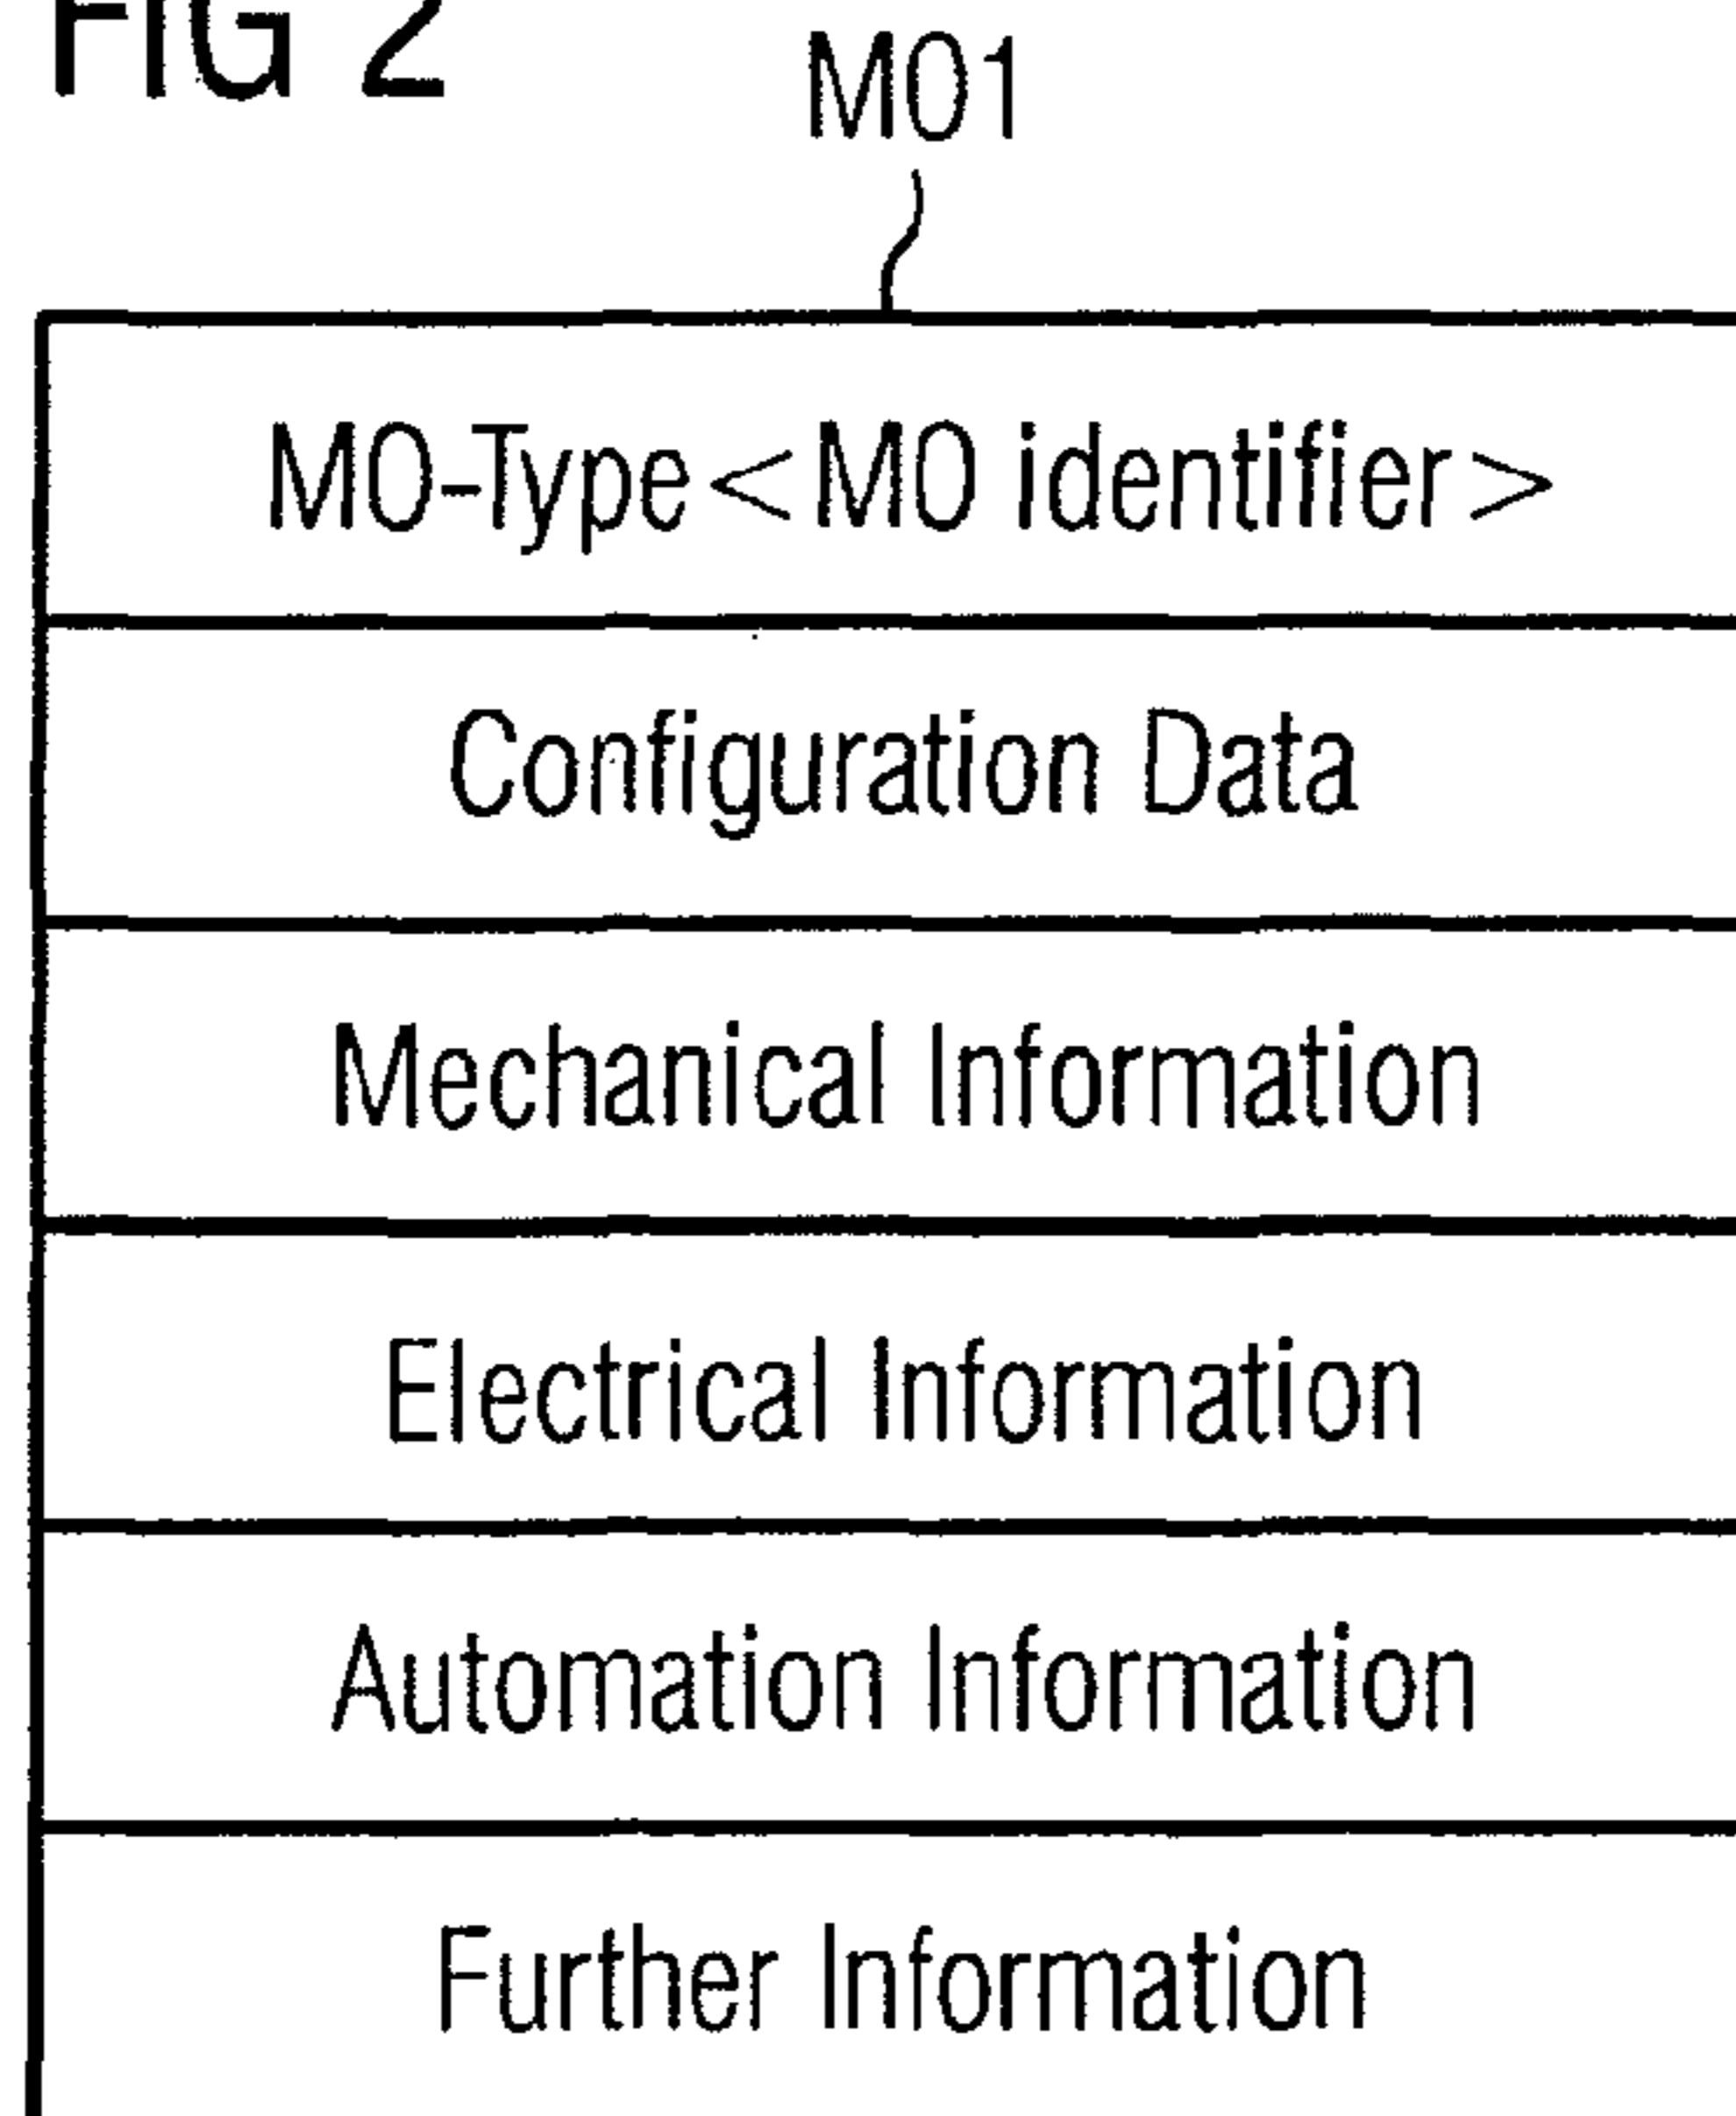 FIG 2
MO1
MO-Type<MO identifier>
Configuration Data
Mechanical Information
Electrical Information
Automation Information
Further Information